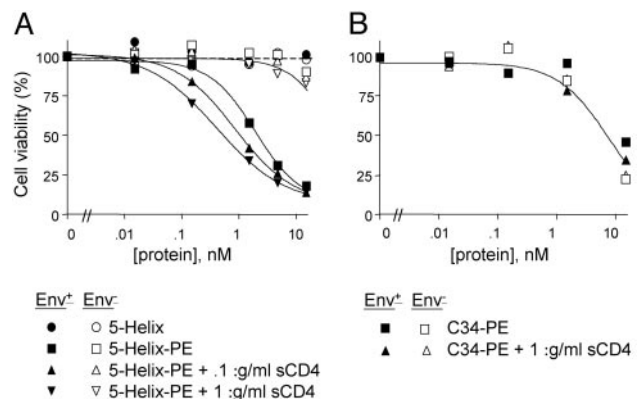 A
B
100
75
50
25
0
Cell viability (%)
0 .01 .1 1 10
[protein], nM
100
75
50
25
0
0 .01 .1 1 10
[protein], nM
Env+ Env-
5-Helix
5-Helix-PE
5-Helix-PE + .1 :g/ml sCD4
5-Helix-PE + 1 :g/ml sCD4
Env+ Env-
C34-PE
C34-PE + 1 :g/ml sCD4